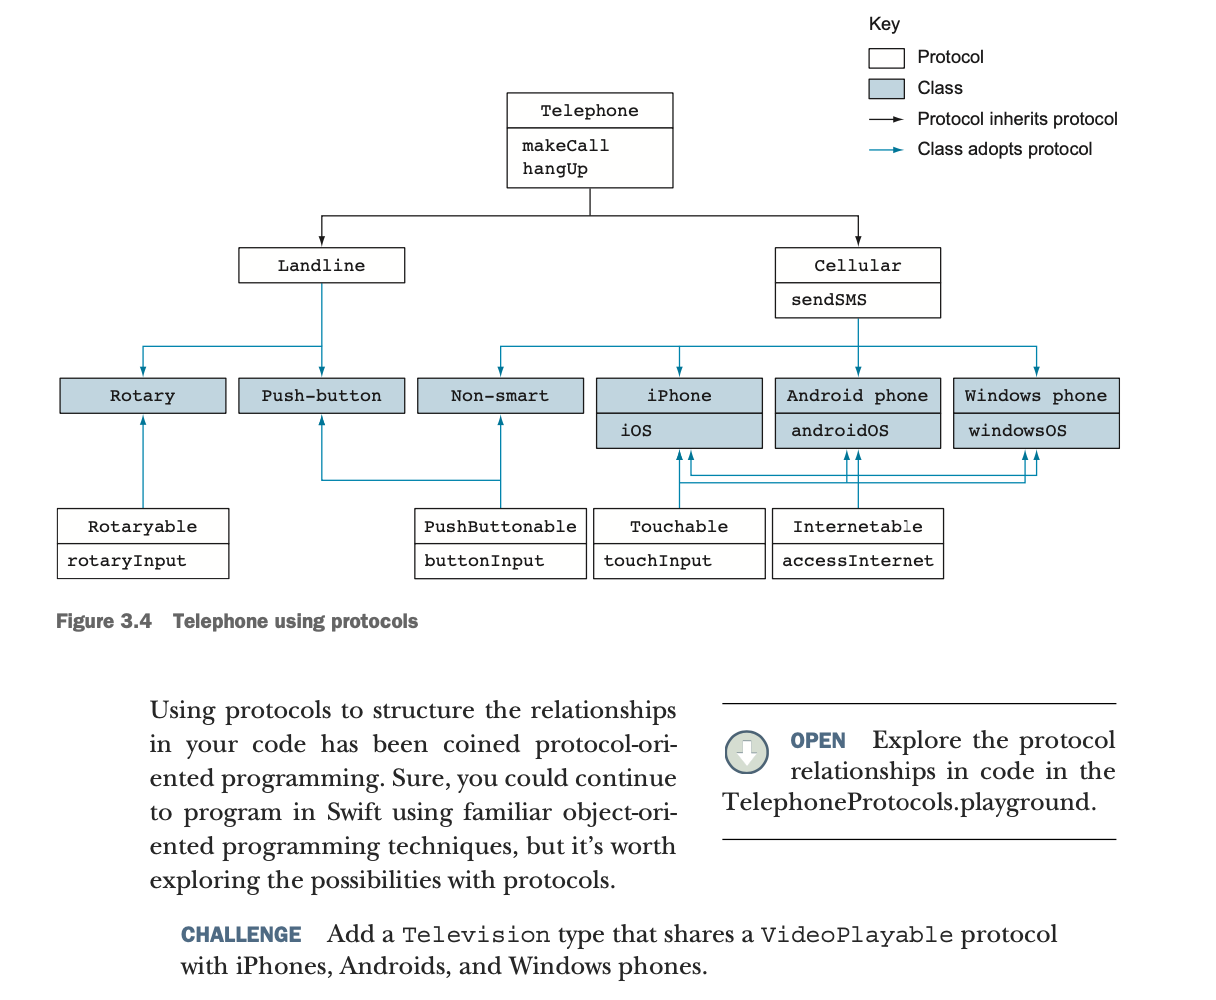 Key
Protocol
Class
Protocol inherits protocol
Class adopts protocol
Telephone
makeCall
hangUp
Landline
Cellular
sendSMS
Rotary
Push-button
Non-smart
iPhone
iOS
Android phone
androidOS
Windows phone
windowsOS
Rotaryable
rotaryInput
PushButtonable
buttonInput
Touchable
touchInput
Internetable
accessInternet
Figure 3.4 Telephone using protocols
Using protocols to structure the relationships
in your code has been coined protocol-ori-
ented programming. Sure, you could continue
to program in Swift using familiar object-ori-
ented programming techniques, but it's worth
exploring the possibilities with protocols.
OPEN Explore the protocol
relationships in code in the
TelephoneProtocols.playground.
CHALLENGE Add a Television type that shares a VideoPlayable protocol
with iPhones, Androids, and Windows phones.